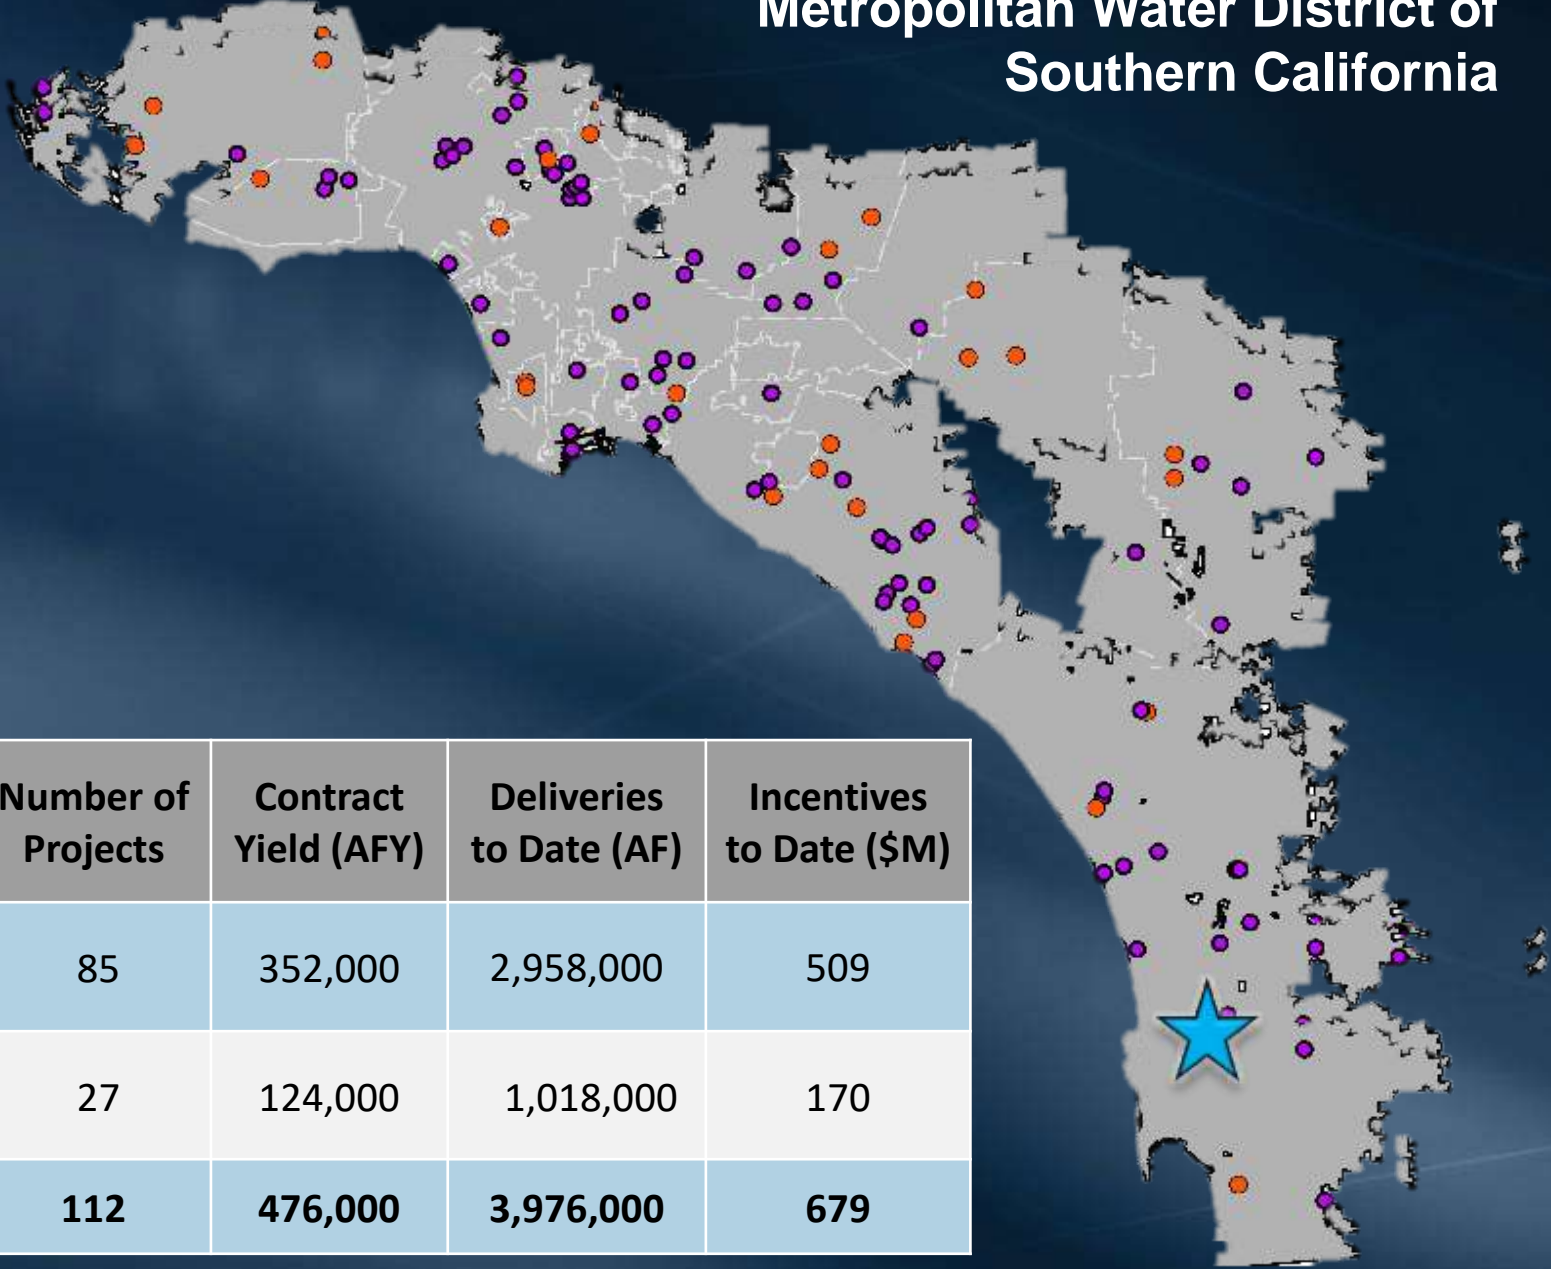 Metropolitan Water District of
Southern California
Number of Projects
Contract Yield (AFY)
Deliveries to Date (AF)
Incentives to Date ($M)
85 352,000 2,958,000 509
27 124,000 1,018,000 170
112 476,000 3,976,000 679